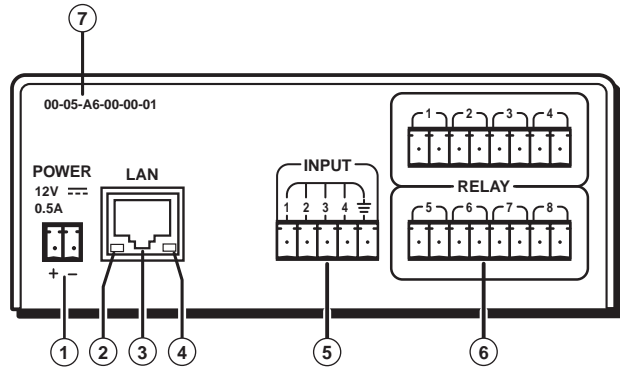 7
00-05-A6-00-00-01
1 2 3 4
POWER
12V
0.5A
LAN
INPUT
1 2 3 4
RELAY
5 6 7 8
+ –
1 2 3 4 5 6